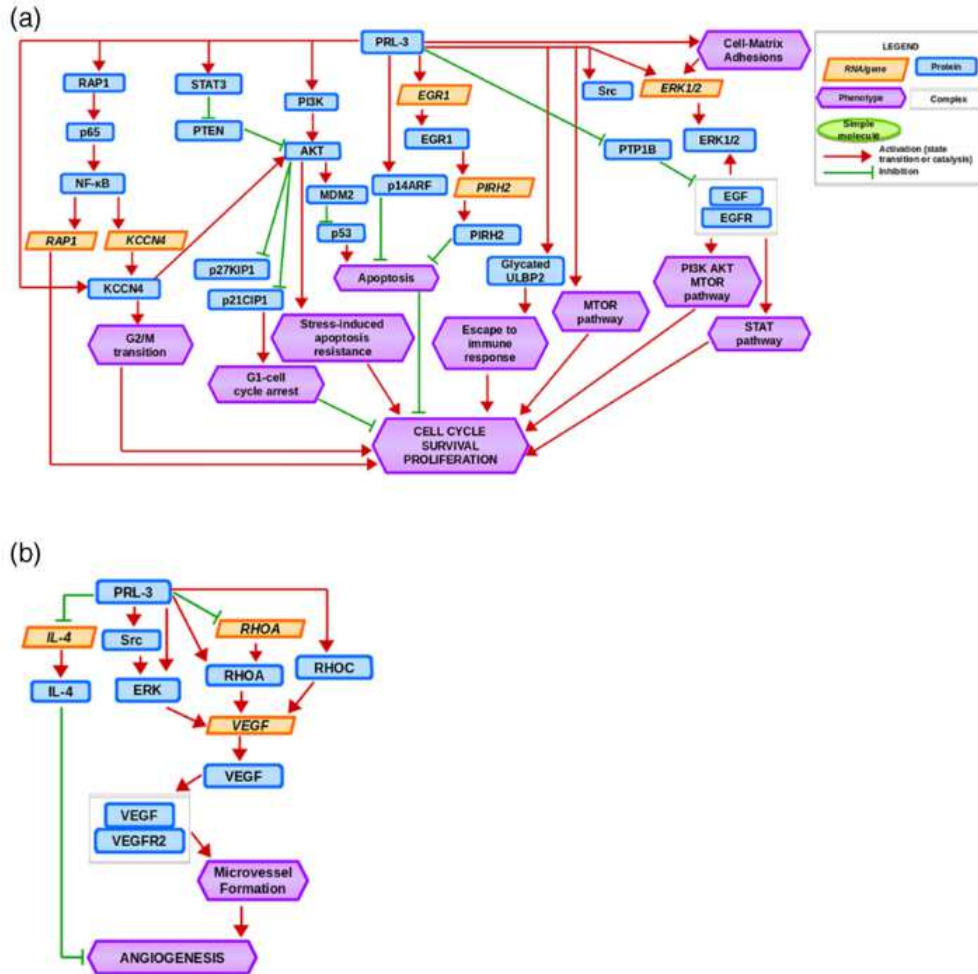 (a)
PRL-3
Cell-Matrix
Adhesions
LEGEND
RNA/gene
Protein
Phenotype
Complex
Simple
molecule
Activation (state
transition or catalysis)
Inhibition
RAP1
STAT3
PI3K
EGR1
Src
ERK1/2
p65
PTEN
AKT
EGR1
PTP1B
ERK1/2
NF-κB
MDM2
p14ARF
PIRH2
EGF
EGFR
RAP1
KCCN4
p53
PIRH2
p27KIP1
Apoptosis
Glycated
ULBP2
PI3K AKT
MTOR
pathway
KCCN4
p21CIP1
MTOR
pathway
G2/M
transition
Stress-induced
apoptosis
resistance
Escape to
immune
response
STAT
pathway
G1-cell
cycle arrest
CELL CYCLE
SURVIVAL
PROLIFERATION
(b)
PRL-3
IL-4
Src
RHOA
IL-4
ERK
RHOA
RHOC
VEGF
VEGF
VEGF
VEGFR2
Microvessel
Formation
ANGIOGENESIS